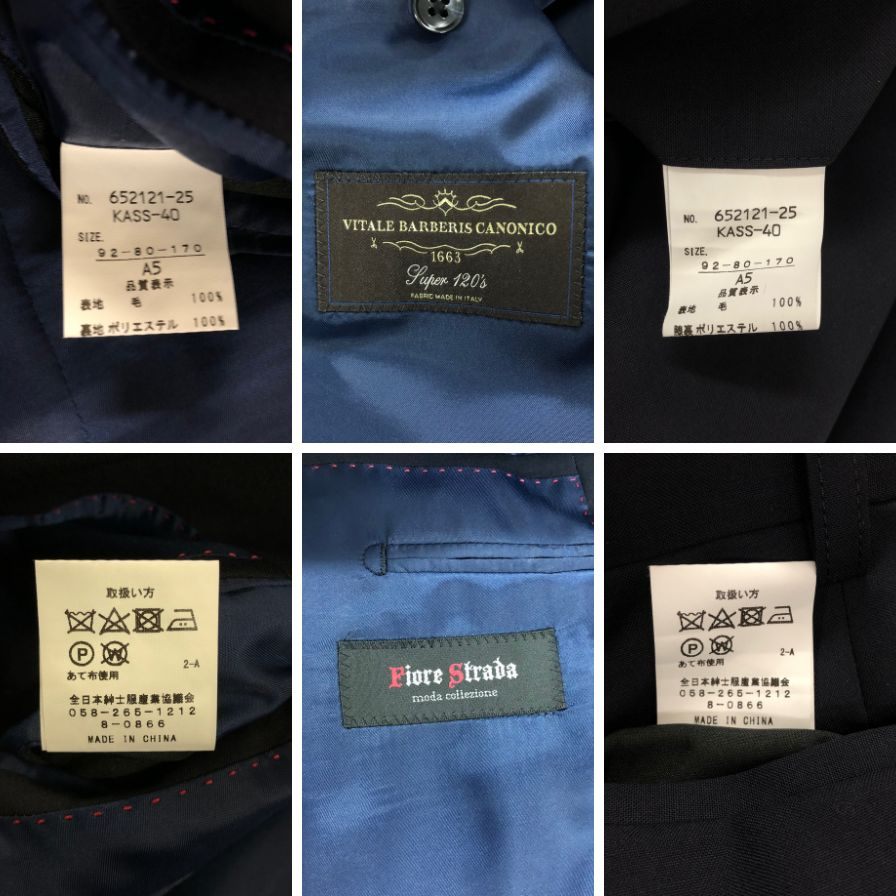 NO. 652121-25
KASS-40
SIZE.
92-80-170
A5
品質表示
表地 毛 100%
裏地 ポリエステル 100%
VITALE BARBERIS CANONICO
1663
Super 120's
FABRIC MADE IN ITALY
NO. 652121-25
KASS-40
SIZE.
92-80-170
A5
品質表示
表地 毛 100%
膝裏 ポリエステル 100%
取扱い方
P W
あて布使用
2-A
全日本紳士服産業協議会
058-265-1212
8-0866
MADE IN CHINA
Fiore Strada
moda collezione
取扱い方
P W
あて布使用
2-A
全日本紳士服産業協議会
058-265-1212
8-0866
MADE IN CHINA